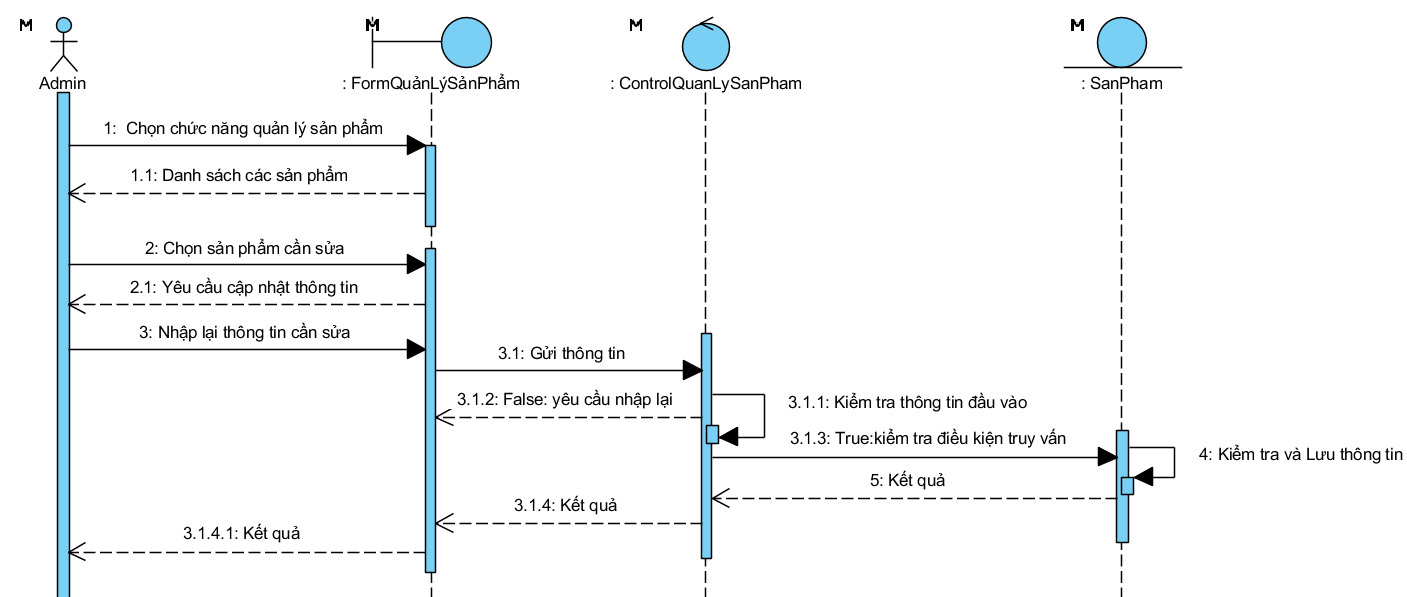 M
M
M
M
Admin
: FormQuảnLýSảnPhẩm
: ControlQuanLySanPham
: SanPham
1:  Chọn chức năng quản lý sản phẩm
1.1: Danh sách các sản phẩm
2: Chọn sản phẩm cần sửa
2.1: Yêu cầu cập nhật thông tin
3: Nhập lại thông tin cần sửa
3.1: Gửi thông tin
3.1.2: False: yêu cầu nhập lại
3.1.1: Kiểm tra thông tin đầu vào
3.1.3: True:kiểm tra điều kiện truy vấn
4: Kiểm tra và Lưu thông tin
5: Kết quả
3.1.4: Kết quả
3.1.4.1: Kết quả